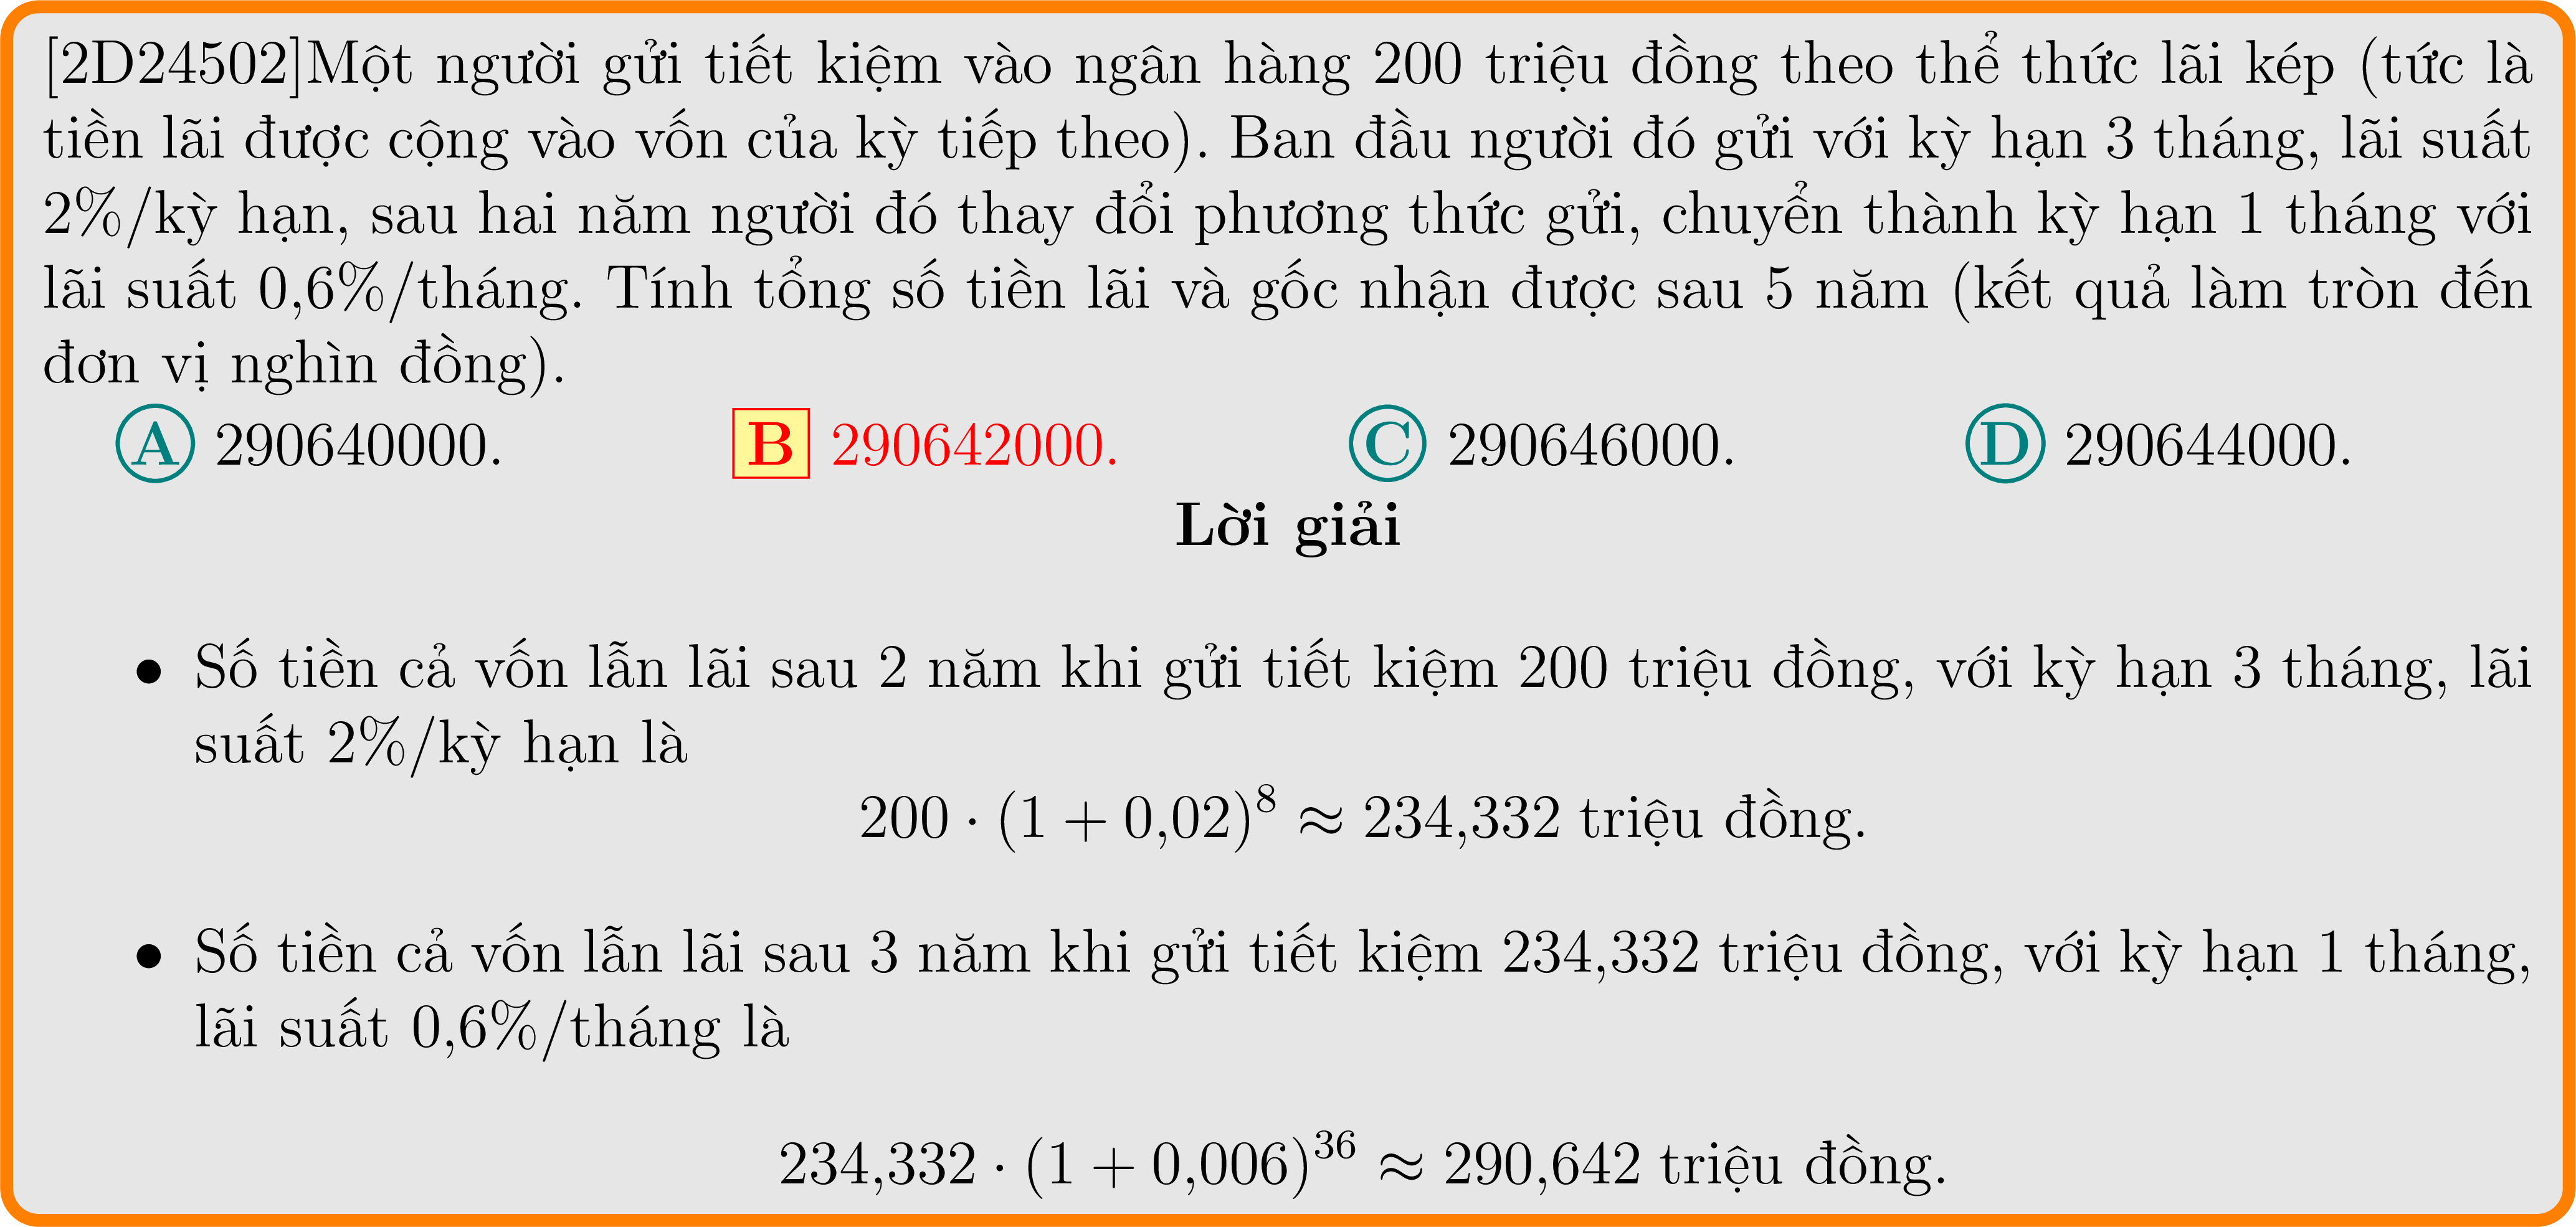 [2D24502]Một người gửi tiết kiệm vào ngân hàng 200 triệu đồng theo thể thức lãi kép (tức là
tiền lãi được cộng vào vốn của kỳ tiếp theo). Ban đầu người đó gửi với kỳ hạn 3 tháng, lãi suất
2%/kỳ hạn, sau hai năm người đó thay đổi phương thức gửi, chuyển thành kỳ hạn 1 tháng với
lãi suất 0,6%/tháng. Tính tổng số tiền lãi và gốc nhận được sau 5 năm (kết quả làm tròn đến
đơn vị nghìn đồng).
A 290640000. B 290642000. C 290646000. D 290644000.
Lời giải
• Số tiền cả vốn lẫn lãi sau 2 năm khi gửi tiết kiệm 200 triệu đồng, với kỳ hạn 3 tháng, lãi
suất 2%/kỳ hạn là
200 · (1 + 0,02)⁸ ≈ 234,332 triệu đồng.
• Số tiền cả vốn lẫn lãi sau 3 năm khi gửi tiết kiệm 234,332 triệu đồng, với kỳ hạn 1 tháng,
lãi suất 0,6%/tháng là
234,332 · (1 + 0,006)³⁶ ≈ 290,642 triệu đồng.